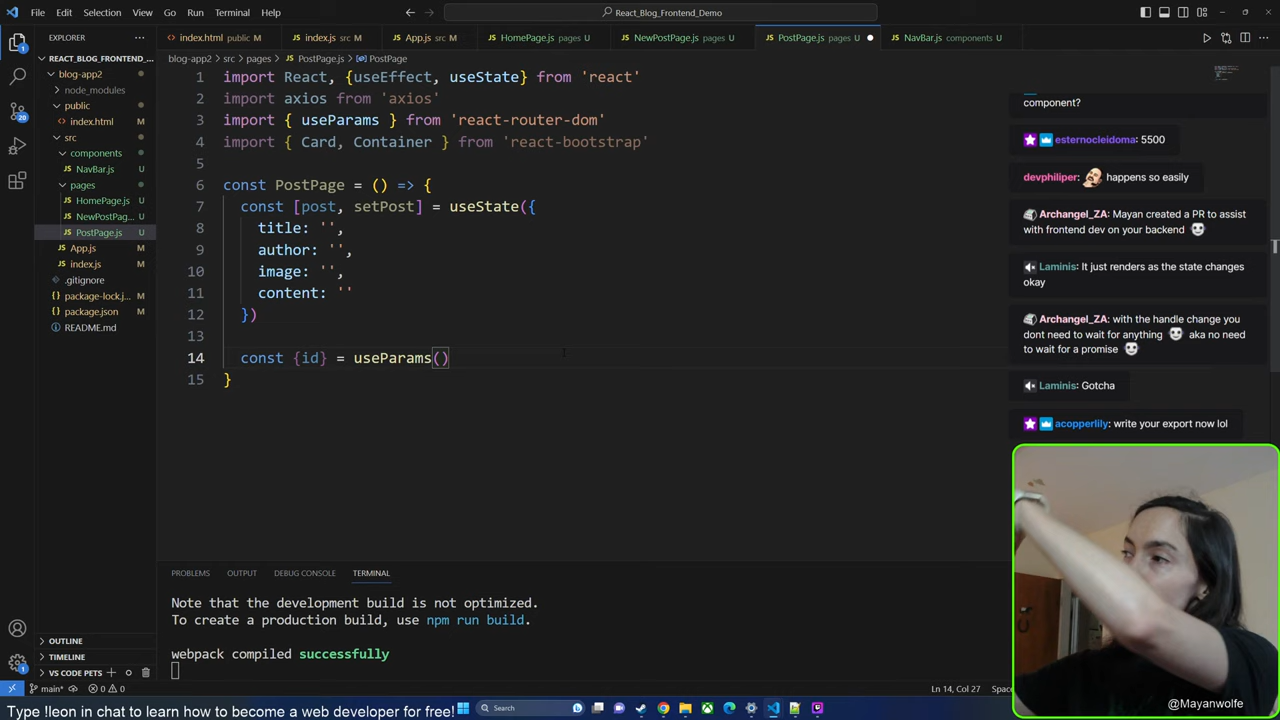 File Edit Selection View Go Run Terminal Help
React_Blog_Frontend_Demo
EXPLORER
index.html public M
index.js src M
App.js src M
HomePage.js pages U
NewPostPage.js pages U
PostPage.js pages U
NavBar.js components U
REACT_BLOG_FRONTEND_...
blog-app2
node_modules
public
index.html M
src
components
NavBar.js U
pages
HomePage.js U
NewPostPag... U
PostPage.js U
App.js M
index.js M
.gitignore
package-lock.j... M
package.json M
README.md
OUTLINE
TIMELINE
VS CODE PETS
blog-app2 > src > pages > PostPage.js > PostPage
1 import React, {useEffect, useState} from 'react'
2 import axios from 'axios'
3 import { useParams } from 'react-router-dom'
4 import { Card, Container } from 'react-bootstrap'
5
6 const PostPage = () => {
7 const [post, setPost] = useState({
8 title: '',
9 author: '',
10 image: '',
11 content: ''
12 })
13
14 const {id} = useParams()
15 }
component?
esternocleidoma: 5500
devphiliper: happens so easily
Archangel_ZA: Mayan created a PR to assist
with frontend dev on your backend
Laminis: It just renders as the state changes
okay
Archangel_ZA: with the handle change you
dont need to wait for anything aka no need
to wait for a promise
Laminis: Gotcha
acopperlily: write your export now lol
PROBLEMS OUTPUT DEBUG CONSOLE TERMINAL
Note that the development build is not optimized.
To create a production build, use npm run build.
webpack compiled successfully
main* 0 0
Ln 14, Col 27
Spac
Type !leon in chat to learn how to become a web developer for free!
Search
@Mayanwolfe